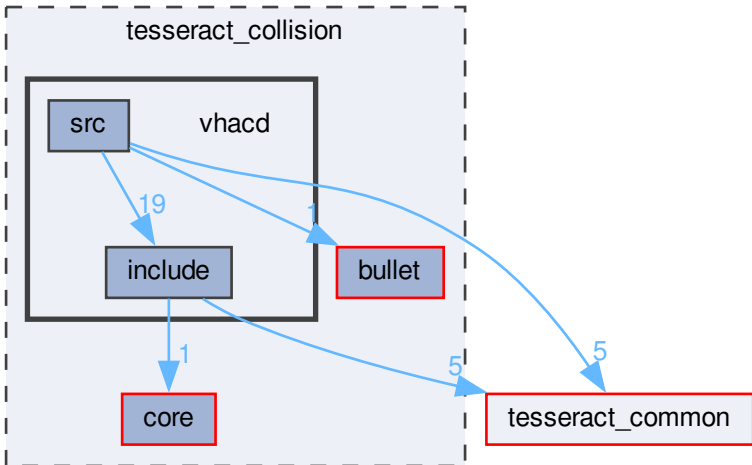 tesseract_collision
src
vhacd
19
1
include
bullet
1
5
5
core
tesseract_common